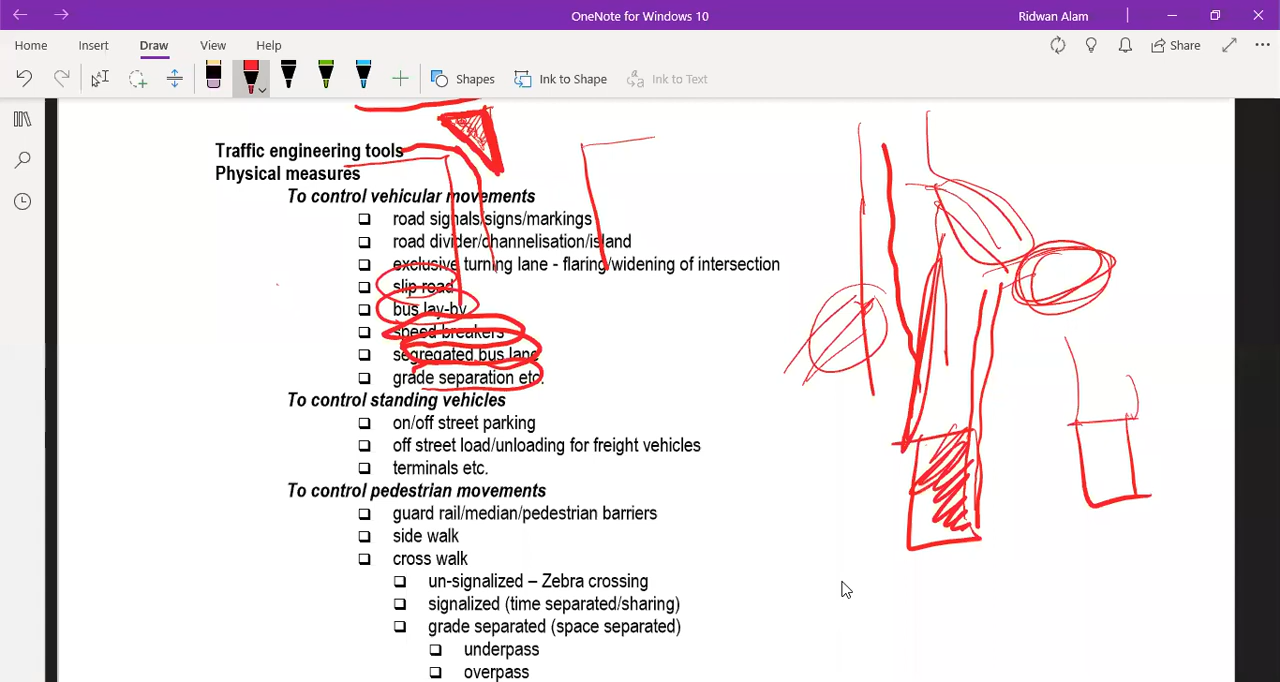 OneNote for Windows 10
Ridwan Alam
Home Insert Draw View Help
Share
Shapes Ink to Shape Ink to Text
Traffic engineering tools
Physical measures
To control vehicular movements
road signals/signs/markings
road divider/channelisation/island
exclusive turning lane - flaring/widening of intersection
slip road
bus lay-by
speed breakers
segregated bus lane
grade separation etc.
To control standing vehicles
on/off street parking
off street load/unloading for freight vehicles
terminals etc.
To control pedestrian movements
guard rail/median/pedestrian barriers
side walk
cross walk
un-signalized – Zebra crossing
signalized (time separated/sharing)
grade separated (space separated)
underpass
overpass